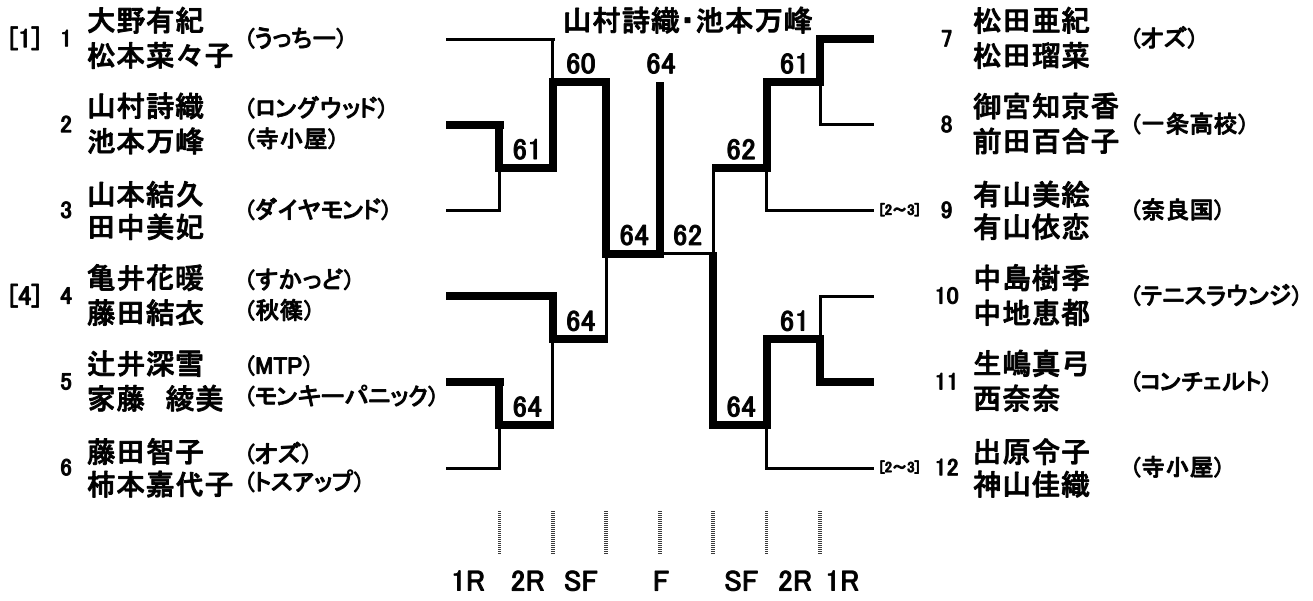 山村詩織・池本万峰
[1] 1 大野有紀 (うっちー)
松本菜々子
2 山村詩織 (ロングウッド)
池本万峰 (寺小屋)
3 山本結久 (ダイヤモンド)
田中美妃
[4] 4 亀井花暖 (すかっど)
藤田結衣 (秋篠)
5 辻井深雪 (MTP)
家藤 綾美 (モンキーパニック)
6 藤田智子 (オズ)
柿本嘉代子 (トスアップ)
60 64 61
61 62
64 62
64 61
64 64
7 松田亜紀 (オズ)
松田瑠菜
8 御宮知京香 (一条高校)
前田百合子
[2~3] 9 有山美絵 (奈良国)
有山依恋
10 中島樹季 (テニスラウンジ)
中地恵都
11 生嶋真弓 (コンチェルト)
西奈奈
[2~3] 12 出原令子 (寺小屋)
神山佳織
1R 2R SF F SF 2R 1R